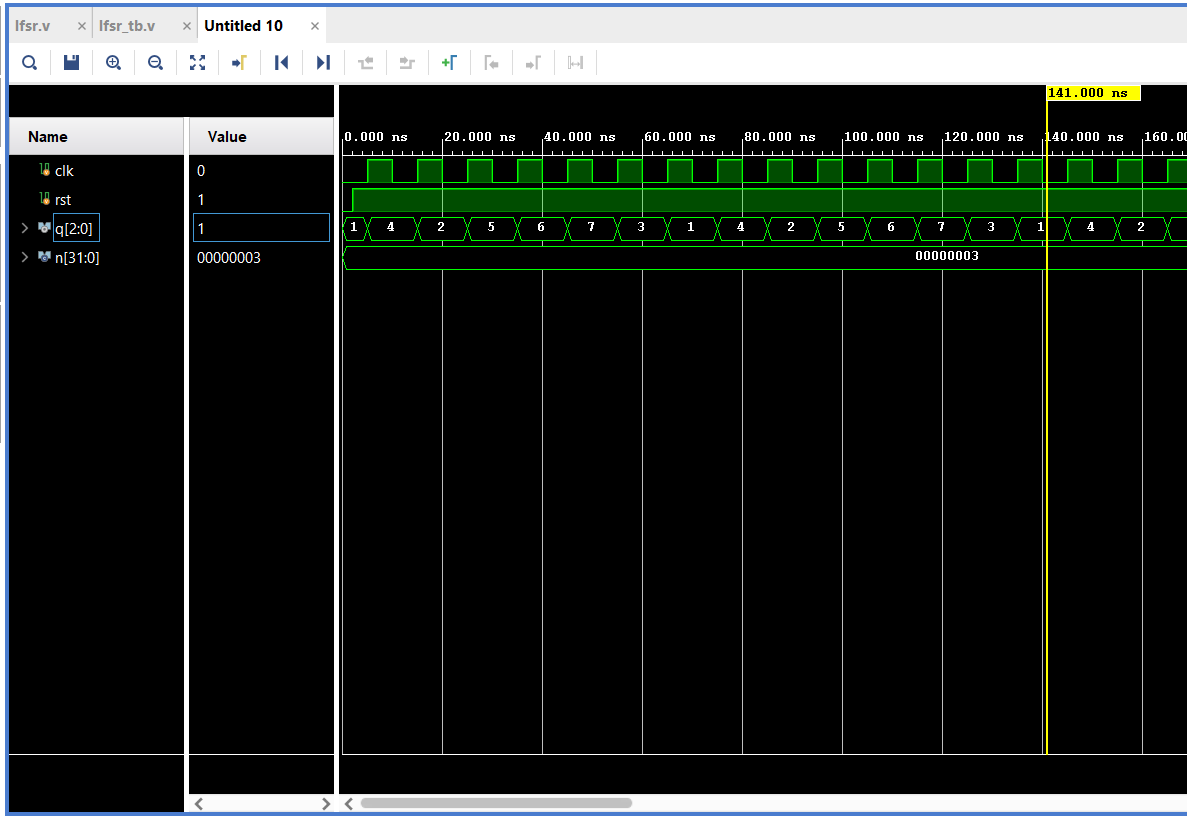 lfsr.v × lfsr_tb.v × Untitled 10 ×
141.000 ns
Name Value
0.000 ns 20.000 ns 40.000 ns 60.000 ns 80.000 ns 100.000 ns 120.000 ns 140.000 ns 160.0
clk 0
rst 1
q[2:0] 1 1 4 2 5 6 7 3 1 4 2 5 6 7 3 1 4 2
n[31:0] 00000003 00000003